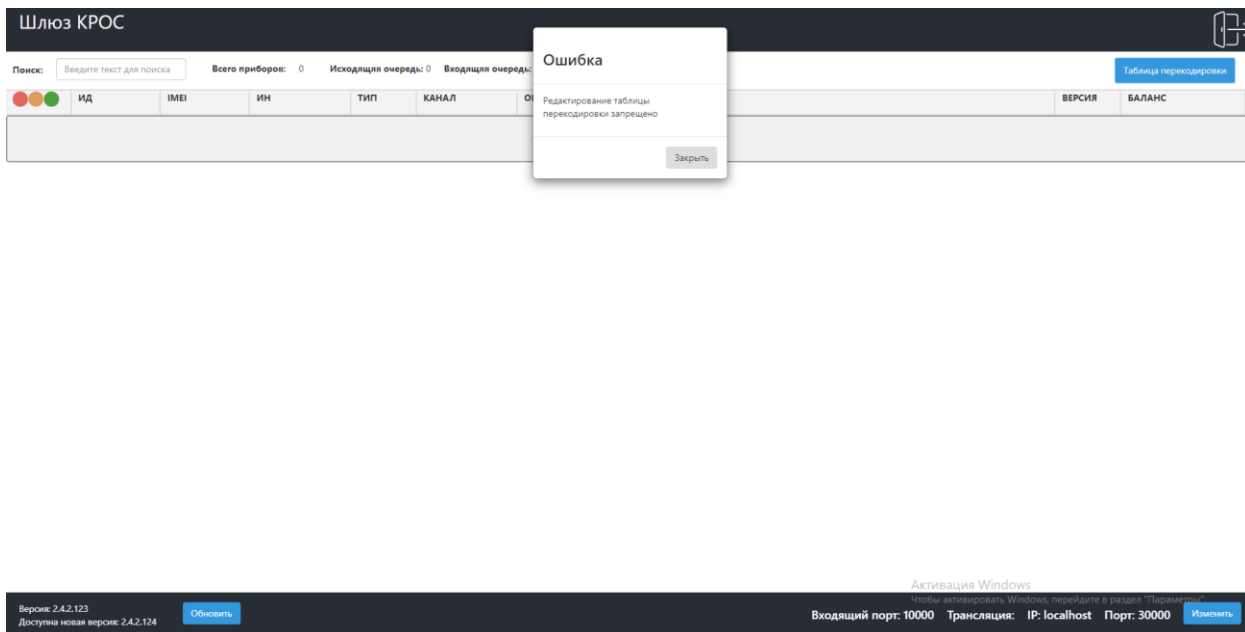 Шлюз КРОС
Ошибка
Поиск: Введите текст для поиска Всего приборов: 0 Исходящия очередь: 0 Входящия очередь:
Таблица перекодировки
ИД IMEI ИН ТИП КАНАЛ ВЕРСИЯ БАЛАНС
Редактирование таблицы
перекодировки запрещено
Закрыть
Активация Windows
Чтобы активировать Windows, перейдите в раздел "Параметры".
Версия: 2.4.2.123
Доступна новая версия: 2.4.2.124
Обновить
Входящий порт: 10000 Трансляция: IP: localhost Порт: 30000 Изменить